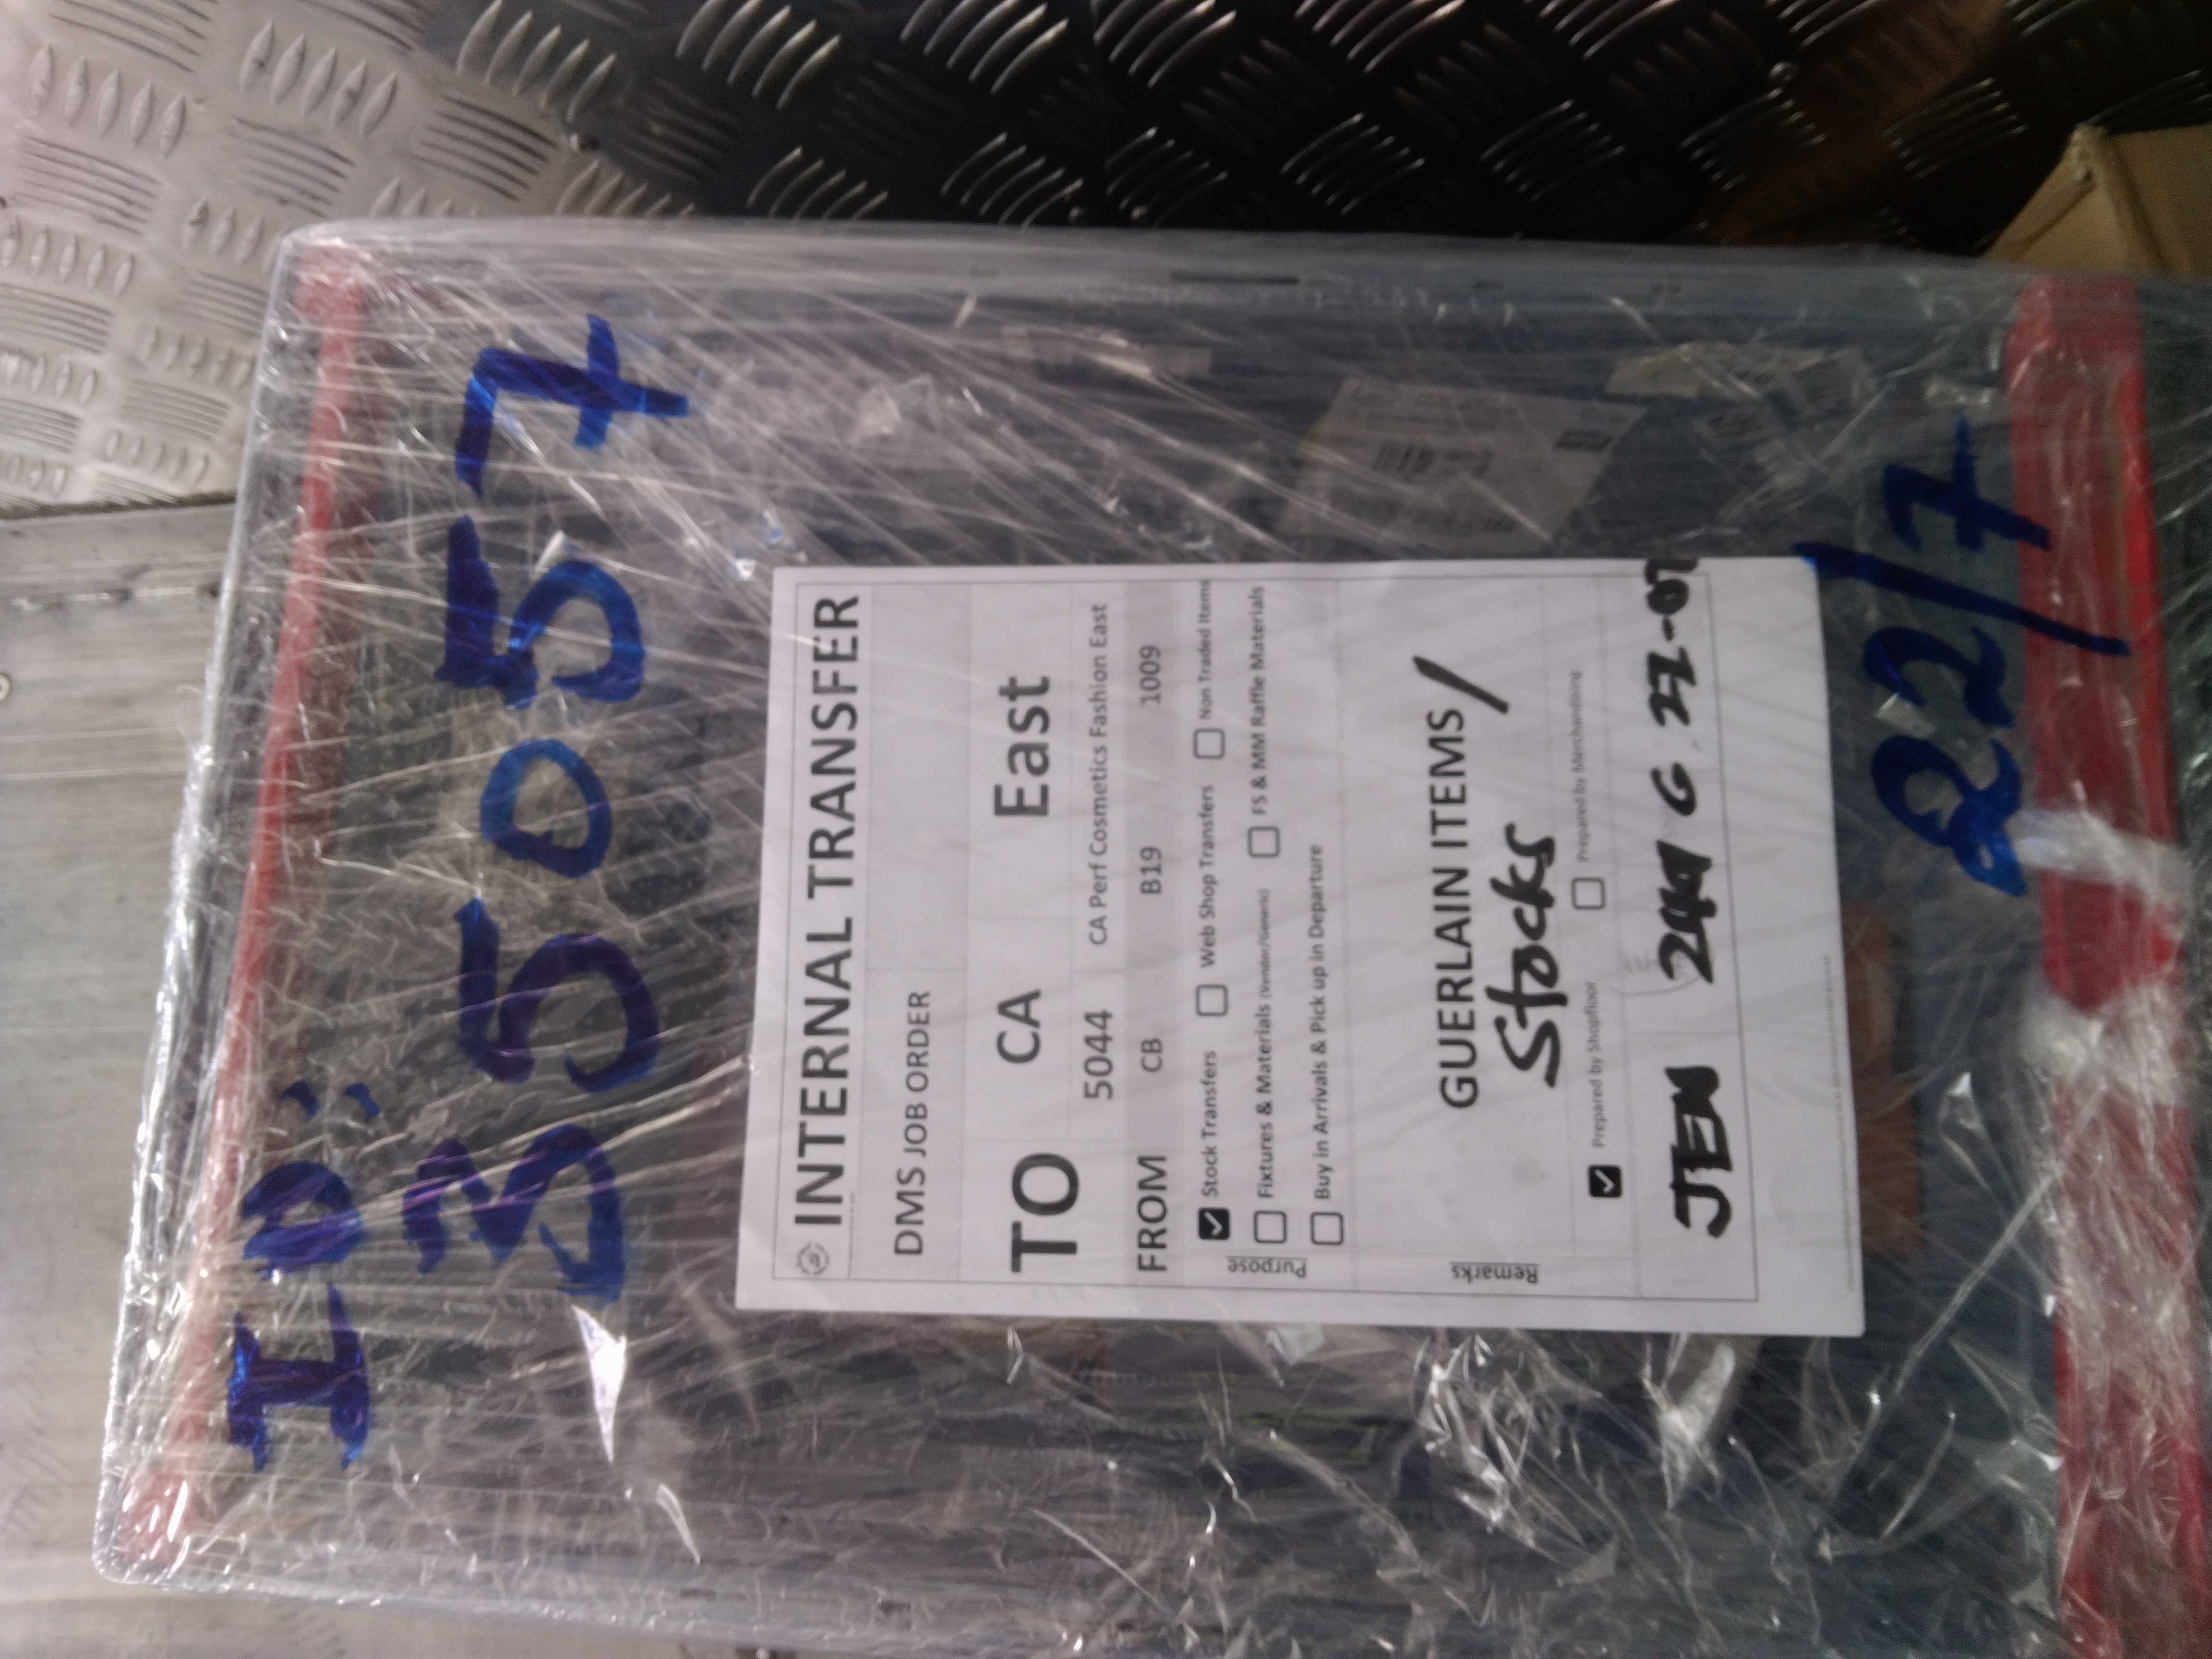 ID:
35057
INTERNAL TRANSFER
DMS JOB ORDER
TO CA East
5044 CA Perf Cosmetics Fashion East
FROM CB B19 1009
Purpose
Stock Transfers Web Shop Transfers Non Traded Items
Fixtures & Materials (Vendor/Generic) FS & MM Raffle Materials
Buy in Arrivals & Pick up in Departure
Remarks
GUERLAIN ITEMS/
Stocks
Prepared by Shopfloor Prepared by Merchandising
JEN
22/7